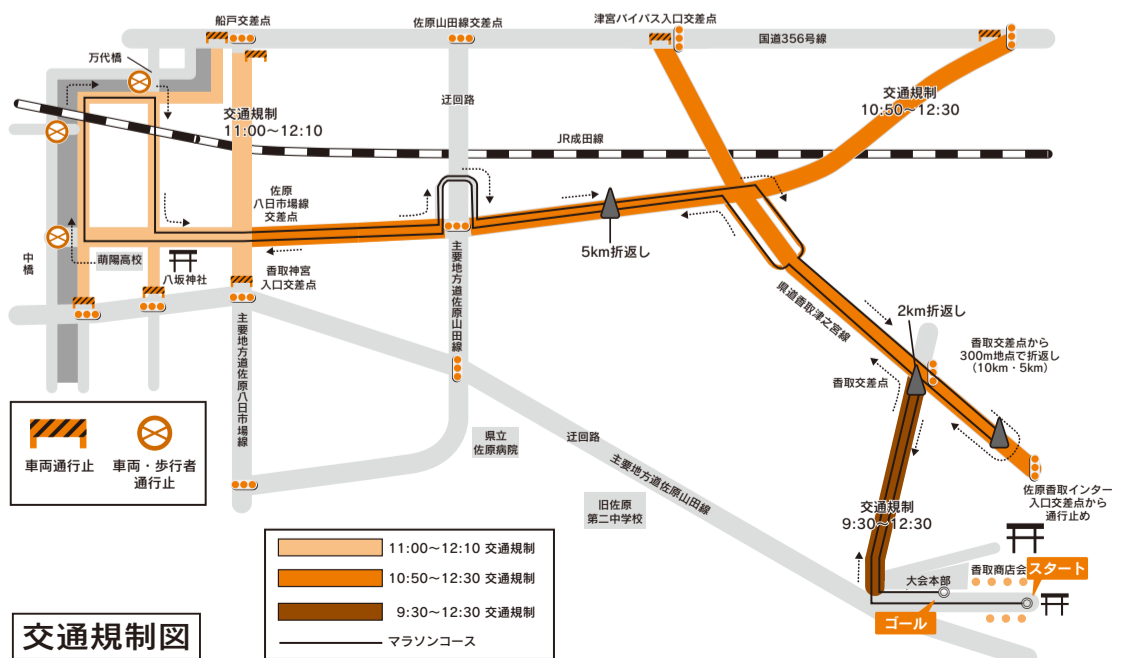 船戸交差点
佐原山田線交差点
津宮バイパス入口交差点
国道356号線
万代橋
迂回路
交通規制
10:50〜12:30
交通規制
11:00〜12:10
JR成田線
佐原
八日市場線
交差点
5km折返し
中橋
萌陽高校
八坂神社
香取神宮
入口交差点
主要地方道佐原山田線
県道香取津之宮線
2km折返し
主要地方道佐原八日市場線
香取交差点から
300m地点で折返し
（10km・5km）
香取交差点
車両通行止
車両・歩行者
通行止
県立
佐原病院
迂回路
主要地方道佐原山田線
旧佐原
第二中学校
佐原香取インター
入口交差点から
通行止め
交通規制
9:30〜12:30
11:00〜12:10 交通規制
10:50〜12:30 交通規制
9:30〜12:30 交通規制
マラソンコース
大会本部
香取商店会
スタート
ゴール
交通規制図